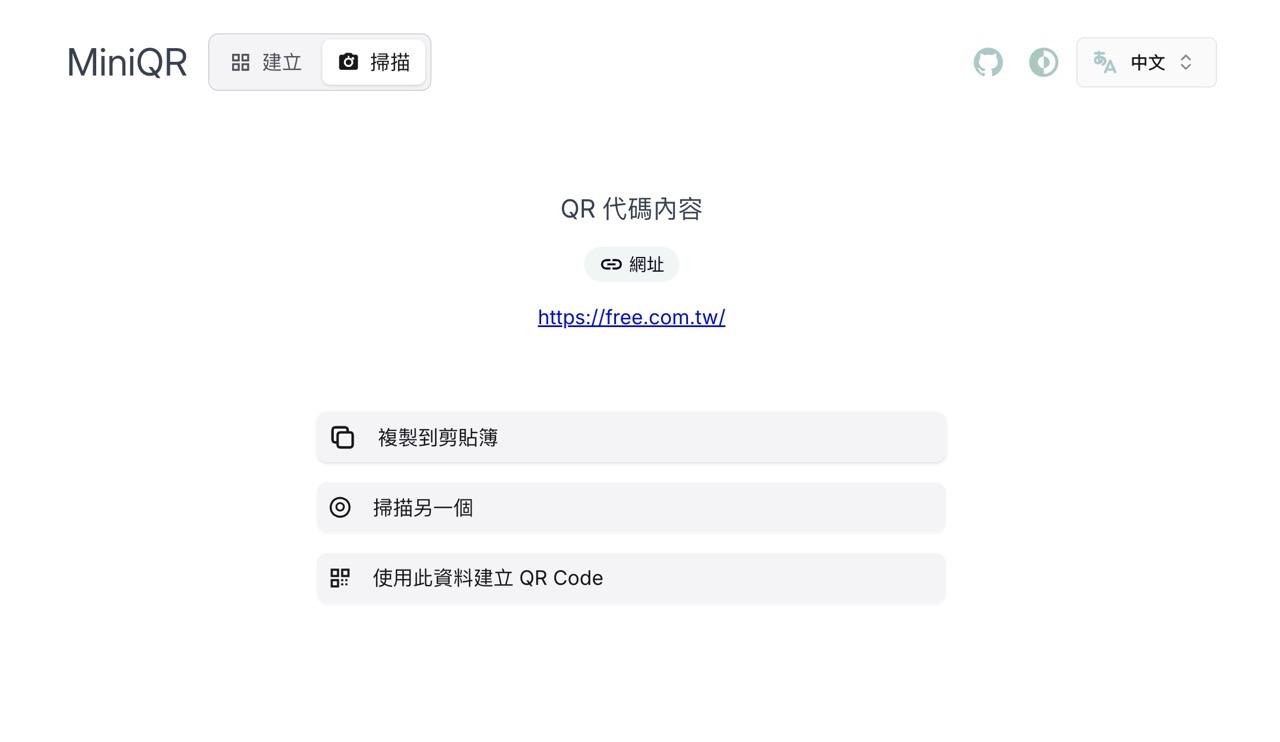 MiniQR
建立
掃描
中文
QR 代碼內容
網址
https://free.com.tw/
複製到剪貼簿
掃描另一個
使用此資料建立 QR Code